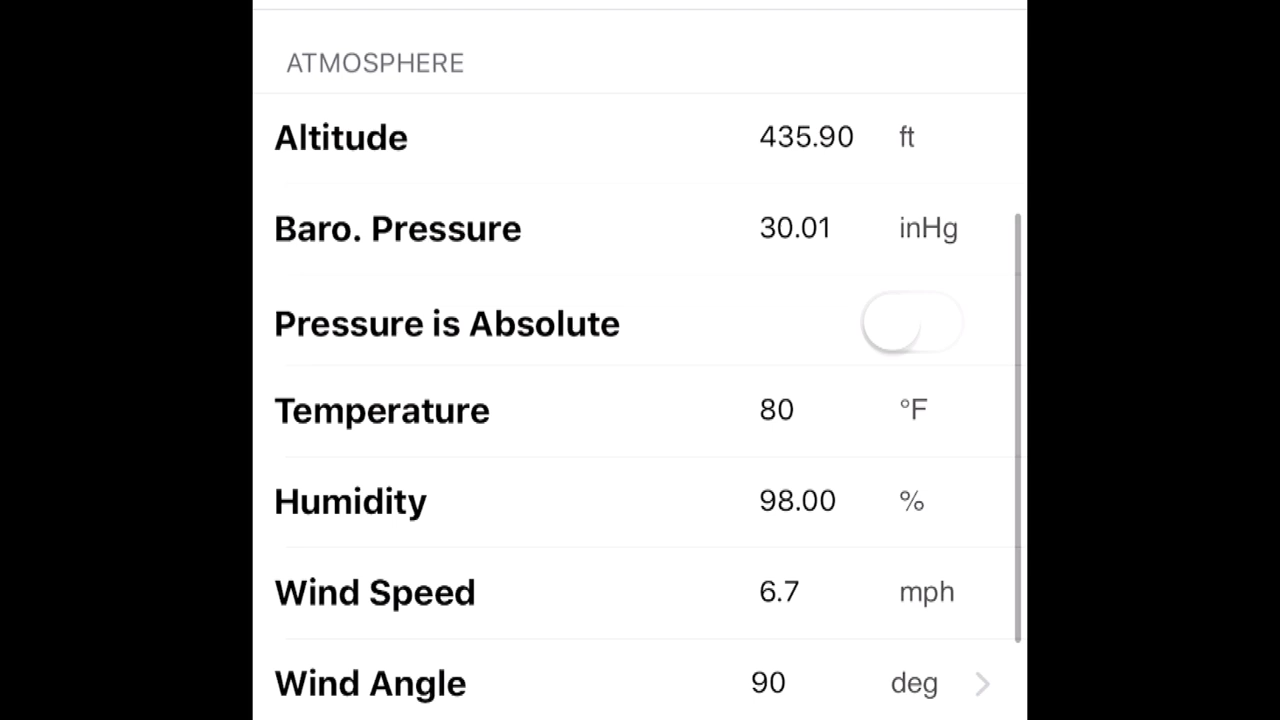 ATMOSPHERE
Altitude 435.90 ft
Baro. Pressure 30.01 inHg
Pressure is Absolute
Temperature 80 °F
Humidity 98.00 %
Wind Speed 6.7 mph
Wind Angle 90 deg